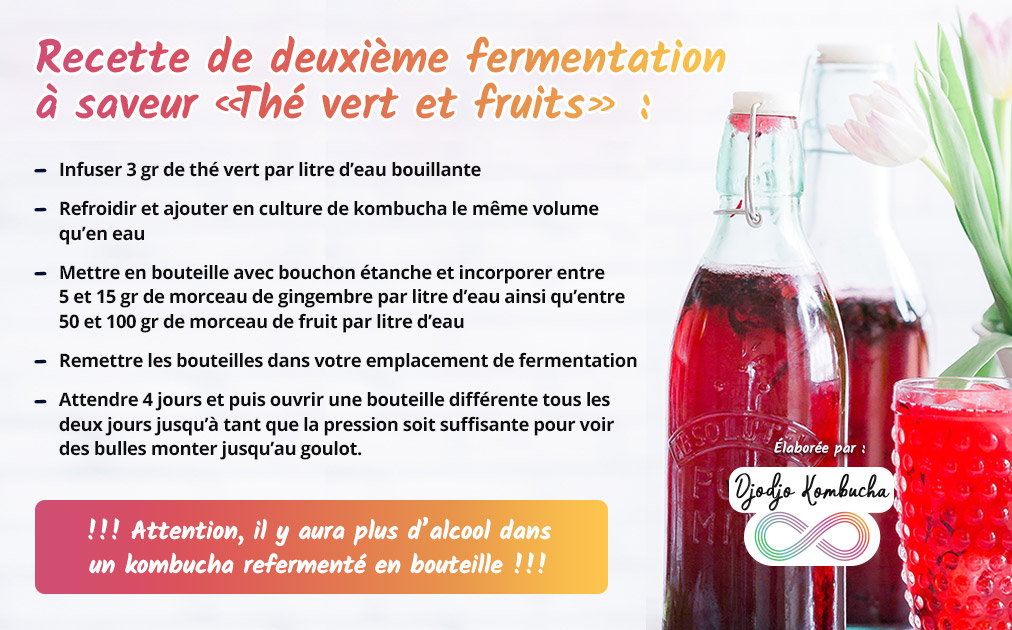 Recette de deuxième fermentation
à saveur «Thé vert et fruits» :
– Infuser 3 gr de thé vert par litre d’eau bouillante
– Refroidir et ajouter en culture de kombucha le même volume
qu’en eau
– Mettre en bouteille avec bouchon étanche et incorporer entre
5 et 15 gr de morceau de gingembre par litre d’eau ainsi qu’entre
50 et 100 gr de morceau de fruit par litre d’eau
– Remettre les bouteilles dans votre emplacement de fermentation
– Attendre 4 jours et puis ouvrir une bouteille différente tous les
deux jours jusqu’à tant que la pression soit suffisante pour voir
des bulles monter jusqu’au goulot.
!!! Attention, il y aura plus d’alcool dans
un kombucha refermenté en bouteille !!!
Élaborée par :
Djodjo Kombucha